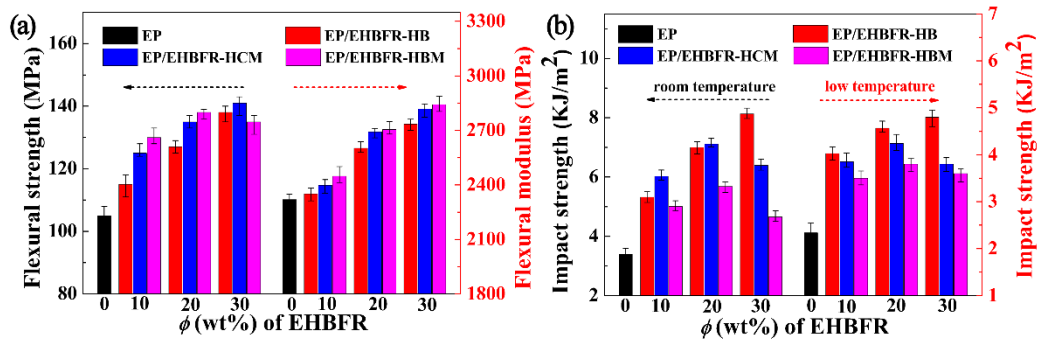 (a)
EP
EP/EHBFR-HB
EP/EHBFR-HCM
EP/EHBFR-HBM
Flexural strength (MPa)
160
140
120
100
80
Flexural modulus (MPa)
3300
3000
2700
2400
2100
1800
0 10 20 30 0 10 20 30
ϕ (wt%) of EHBFR
(b)
EP
EP/EHBFR-HB
EP/EHBFR-HCM
EP/EHBFR-HBM
room temperature
low temperature
Impact strength (KJ/m²)
10
8
6
4
2
Impact strength (KJ/m²)
7
6
5
4
3
2
1
0 10 20 30 0 10 20 30
ϕ (wt%) of EHBFR